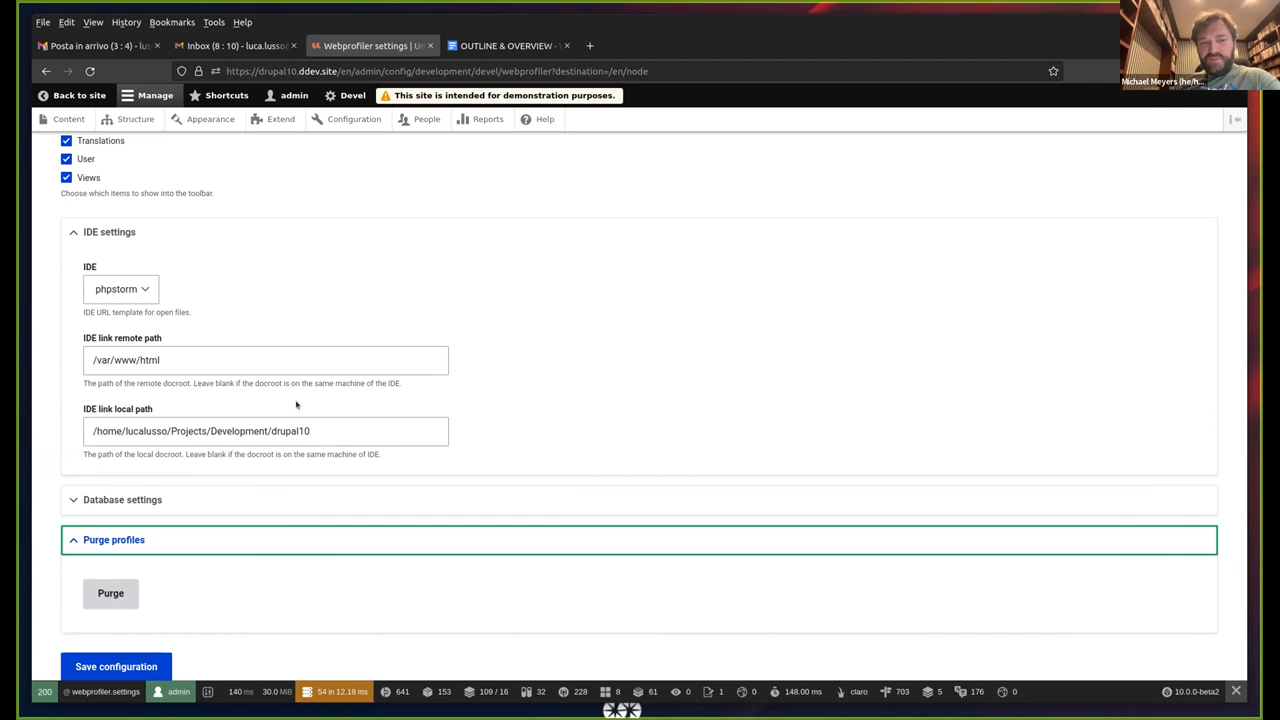 File Edit View History Bookmarks Tools Help
Posta in arrivo (3 : 4) - lus
Inbox (8 : 10) - luca.lusso@
Webprofiler settings | Un
OUTLINE & OVERVIEW -
https://drupal10.ddev.site/en/admin/config/development/devel/webprofiler?destination=/en/node
Michael Meyers (he/h...
Back to site Manage Shortcuts admin Devel This site is intended for demonstration purposes.
Content Structure Appearance Extend Configuration People Reports Help
Translations
User
Views
Choose which items to show into the toolbar.
IDE settings
IDE
phpstorm
IDE URL template for open files.
IDE link remote path
/var/www/html
The path of the remote docroot. Leave blank if the docroot is on the same machine of the IDE.
IDE link local path
/home/lucalusso/Projects/Development/drupal10
The path of the local docroot. Leave blank if the docroot is on the same machine of IDE.
Database settings
Purge profiles
Purge
Save configuration
200 @ webprofiler.settings admin 140 ms 30.0 MiB 54 in 12.18 ms 641 153 109 / 16 32 228 8 61 0 1 0 148.00 ms claro 703 5 176 0 10.0.0-beta2